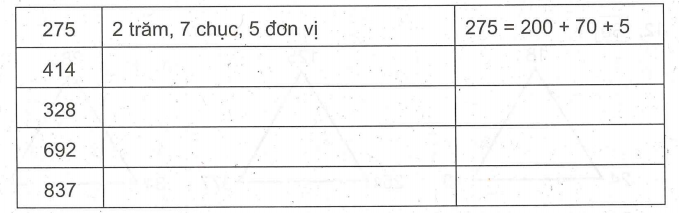 275 2 trăm, 7 chục, 5 đơn vị 275 = 200 + 70 + 5
414
328
692
837